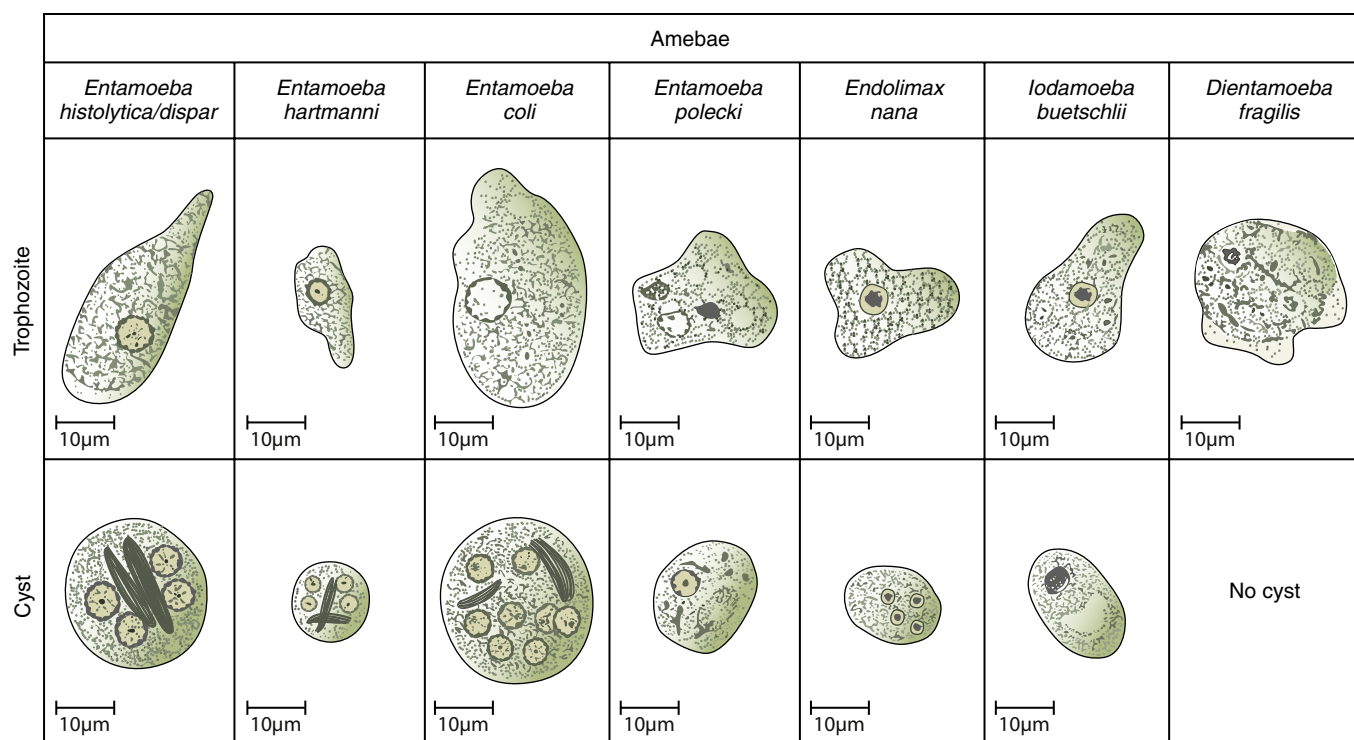 Amebae
Entamoeba
histolytica/dispar
Entamoeba
hartmanni
Entamoeba
coli
Entamoeba
polecki
Endolimax
nana
Iodamoeba
buetschlii
Dientamoeba
fragilis
Trophozoite
10μm
10μm
10μm
10μm
10μm
10μm
10μm
Cyst
No cyst
10μm
10μm
10μm
10μm
10μm
10μm